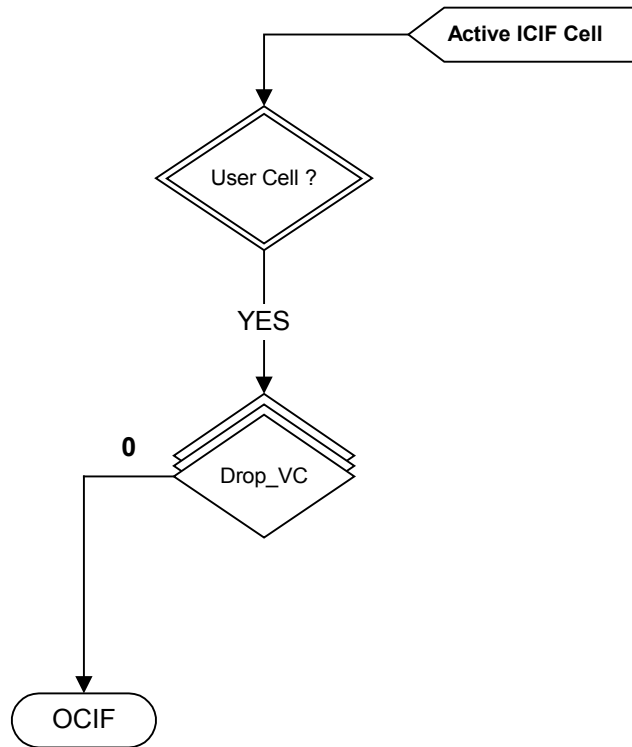 Active ICIF Cell
User Cell ?
YES
0
Drop_VC
OCIF